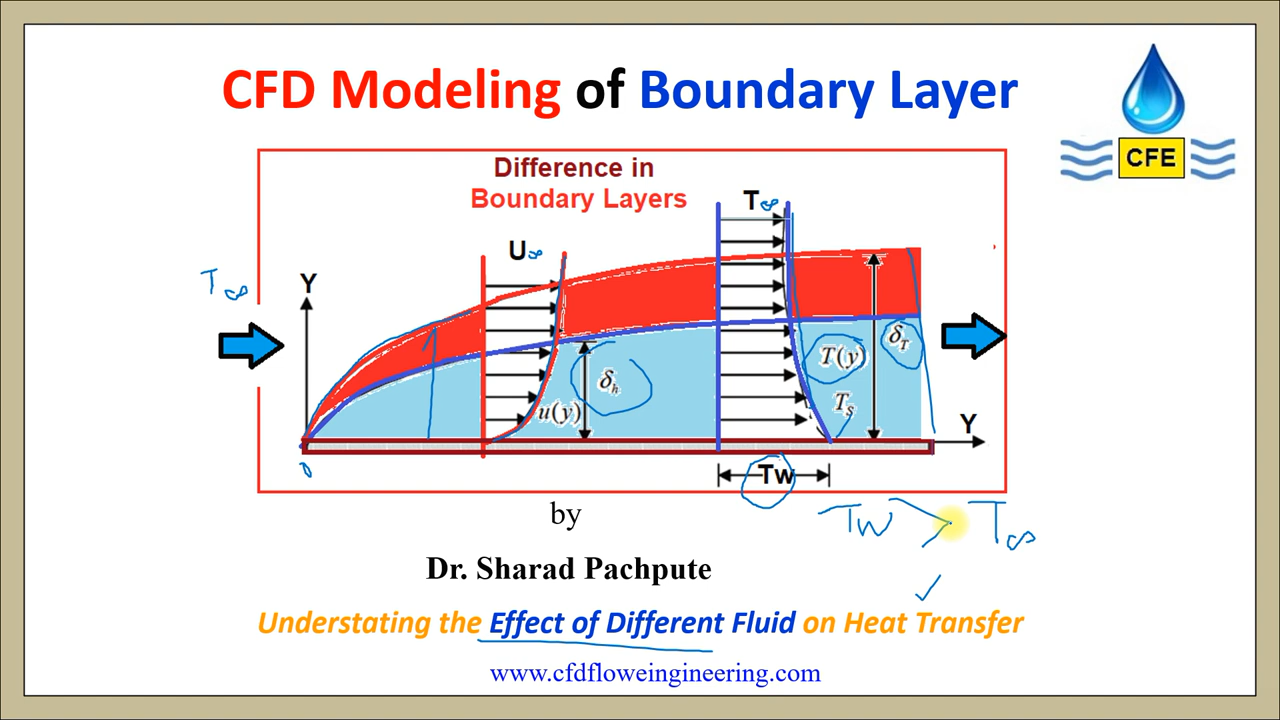 CFD Modeling of Boundary Layer
CFE
Difference in
Boundary Layers
T∞
U∞
T∞
Y
δT
T(y)
δh
Ts
u(y)
Y
0
Tw
Tw > T∞
by
Dr. Sharad Pachpute
Understating the Effect of Different Fluid on Heat Transfer
www.cfdfloweingineering.com